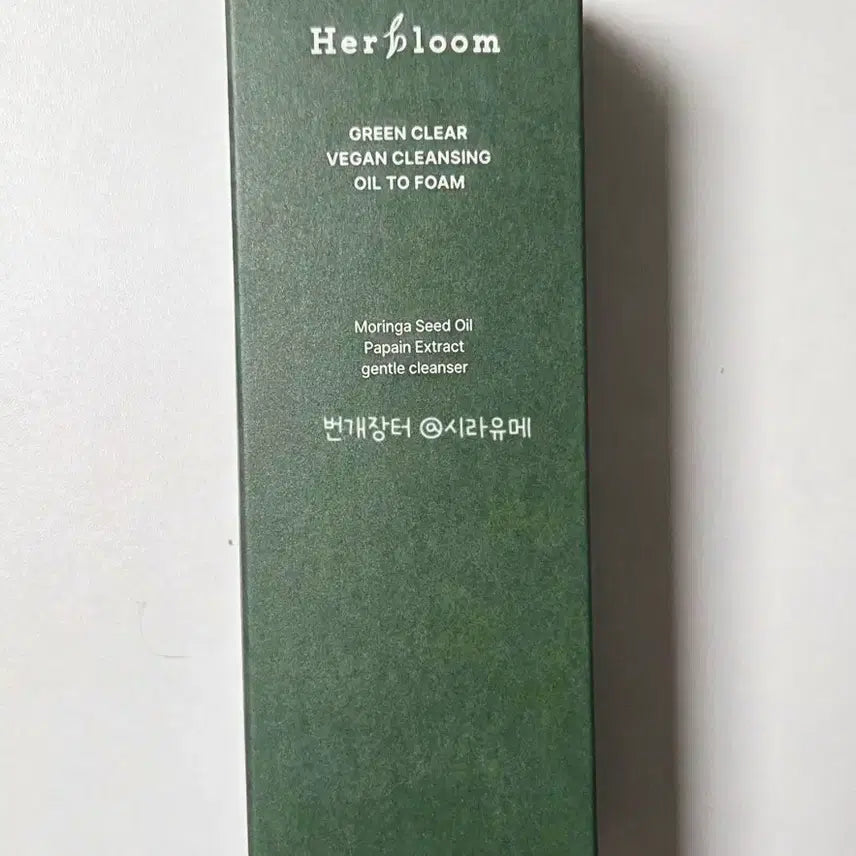 Herbloom
GREEN CLEAR
VEGAN CLEANSING
OIL TO FOAM
Moringa Seed Oil
Papain Extract
gentle cleanser
번개장터 @시라유메